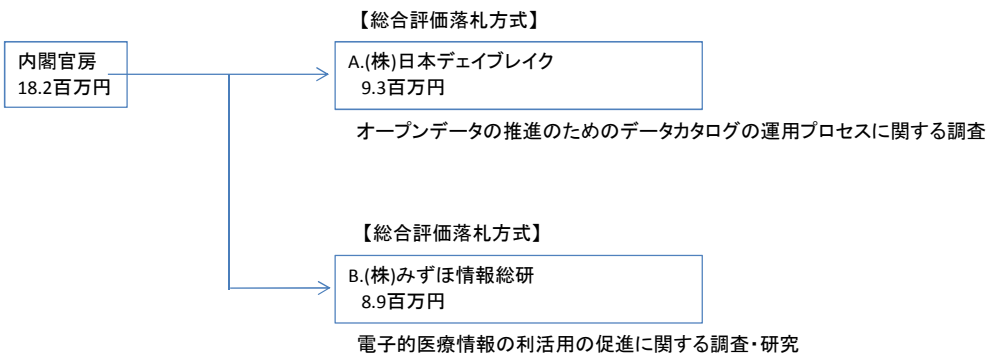 【総合評価落札方式】
内閣官房
18.2百万円
A.(株)日本デェイブレイク
9.3百万円
オープンデータの推進のためのデータカタログの運用プロセスに関する調査
【総合評価落札方式】
B.(株)みずほ情報総研
8.9百万円
電子的医療情報の利活用の促進に関する調査・研究